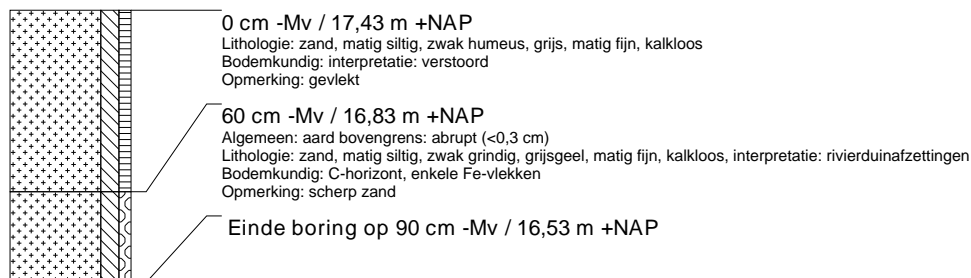 0 cm -Mv / 17,43 m +NAP
Lithologie: zand, matig siltig, zwak humeus, grijs, matig fijn, kalkloos
Bodemkundig: interpretatie: verstoord
Opmerking: gevlekt
60 cm -Mv / 16,83 m +NAP
Algemeen: aard bovengrens: abrupt (<0,3 cm)
Lithologie: zand, matig siltig, zwak grindig, grijsgeel, matig fijn, kalkloos, interpretatie: rivierduinafzettingen
Bodemkundig: C-horizont, enkele Fe-vlekken
Opmerking: scherp zand
Einde boring op 90 cm -Mv / 16,53 m +NAP